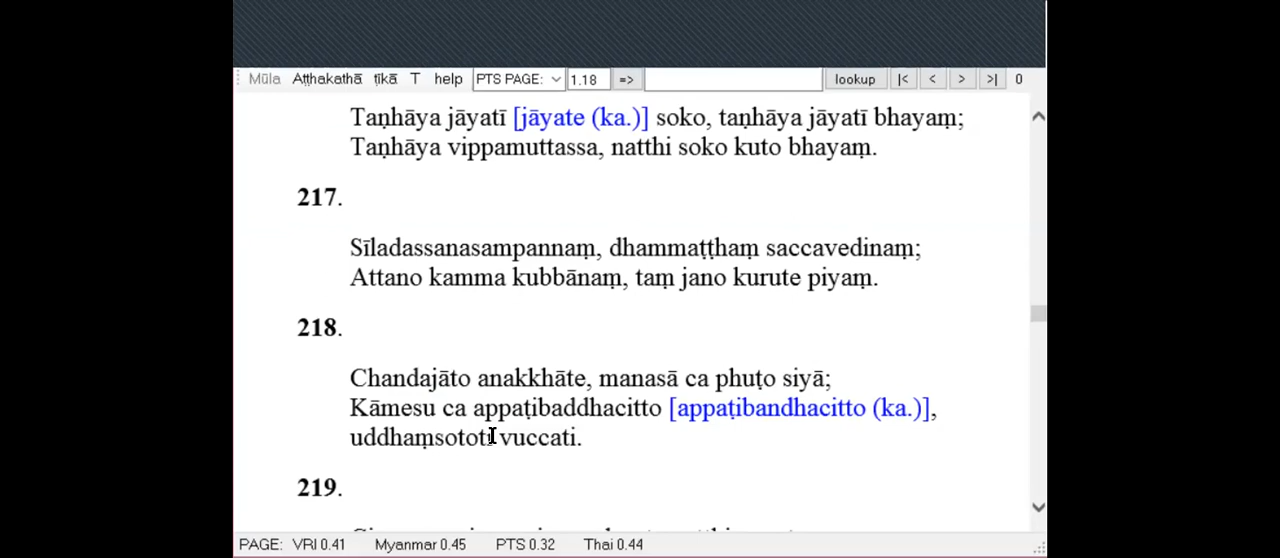 Mūla Aṭṭhakathā ṭīkā T help PTS PAGE: 1.18 => lookup |< < > >| 0
Taṇhāya jāyatī [jāyate (ka.)] soko, taṇhāya jāyatī bhayaṃ;
Taṇhāya vippamuttassa, natthi soko kuto bhayaṃ.
217.
Sīladassanasampannaṃ, dhammaṭṭhaṃ saccavedinaṃ;
Attano kamma kubbānaṃ, taṃ jano kurute piyaṃ.
218.
Chandajāto anakkhāte, manasā ca phuṭo siyā;
Kāmesu ca appaṭibaddhacitto [appaṭibandhacitto (ka.)],
uddhaṃsototi vuccati.
219.
PAGE: VRI 0.41 Myanmar 0.45 PTS 0.32 Thai 0.44